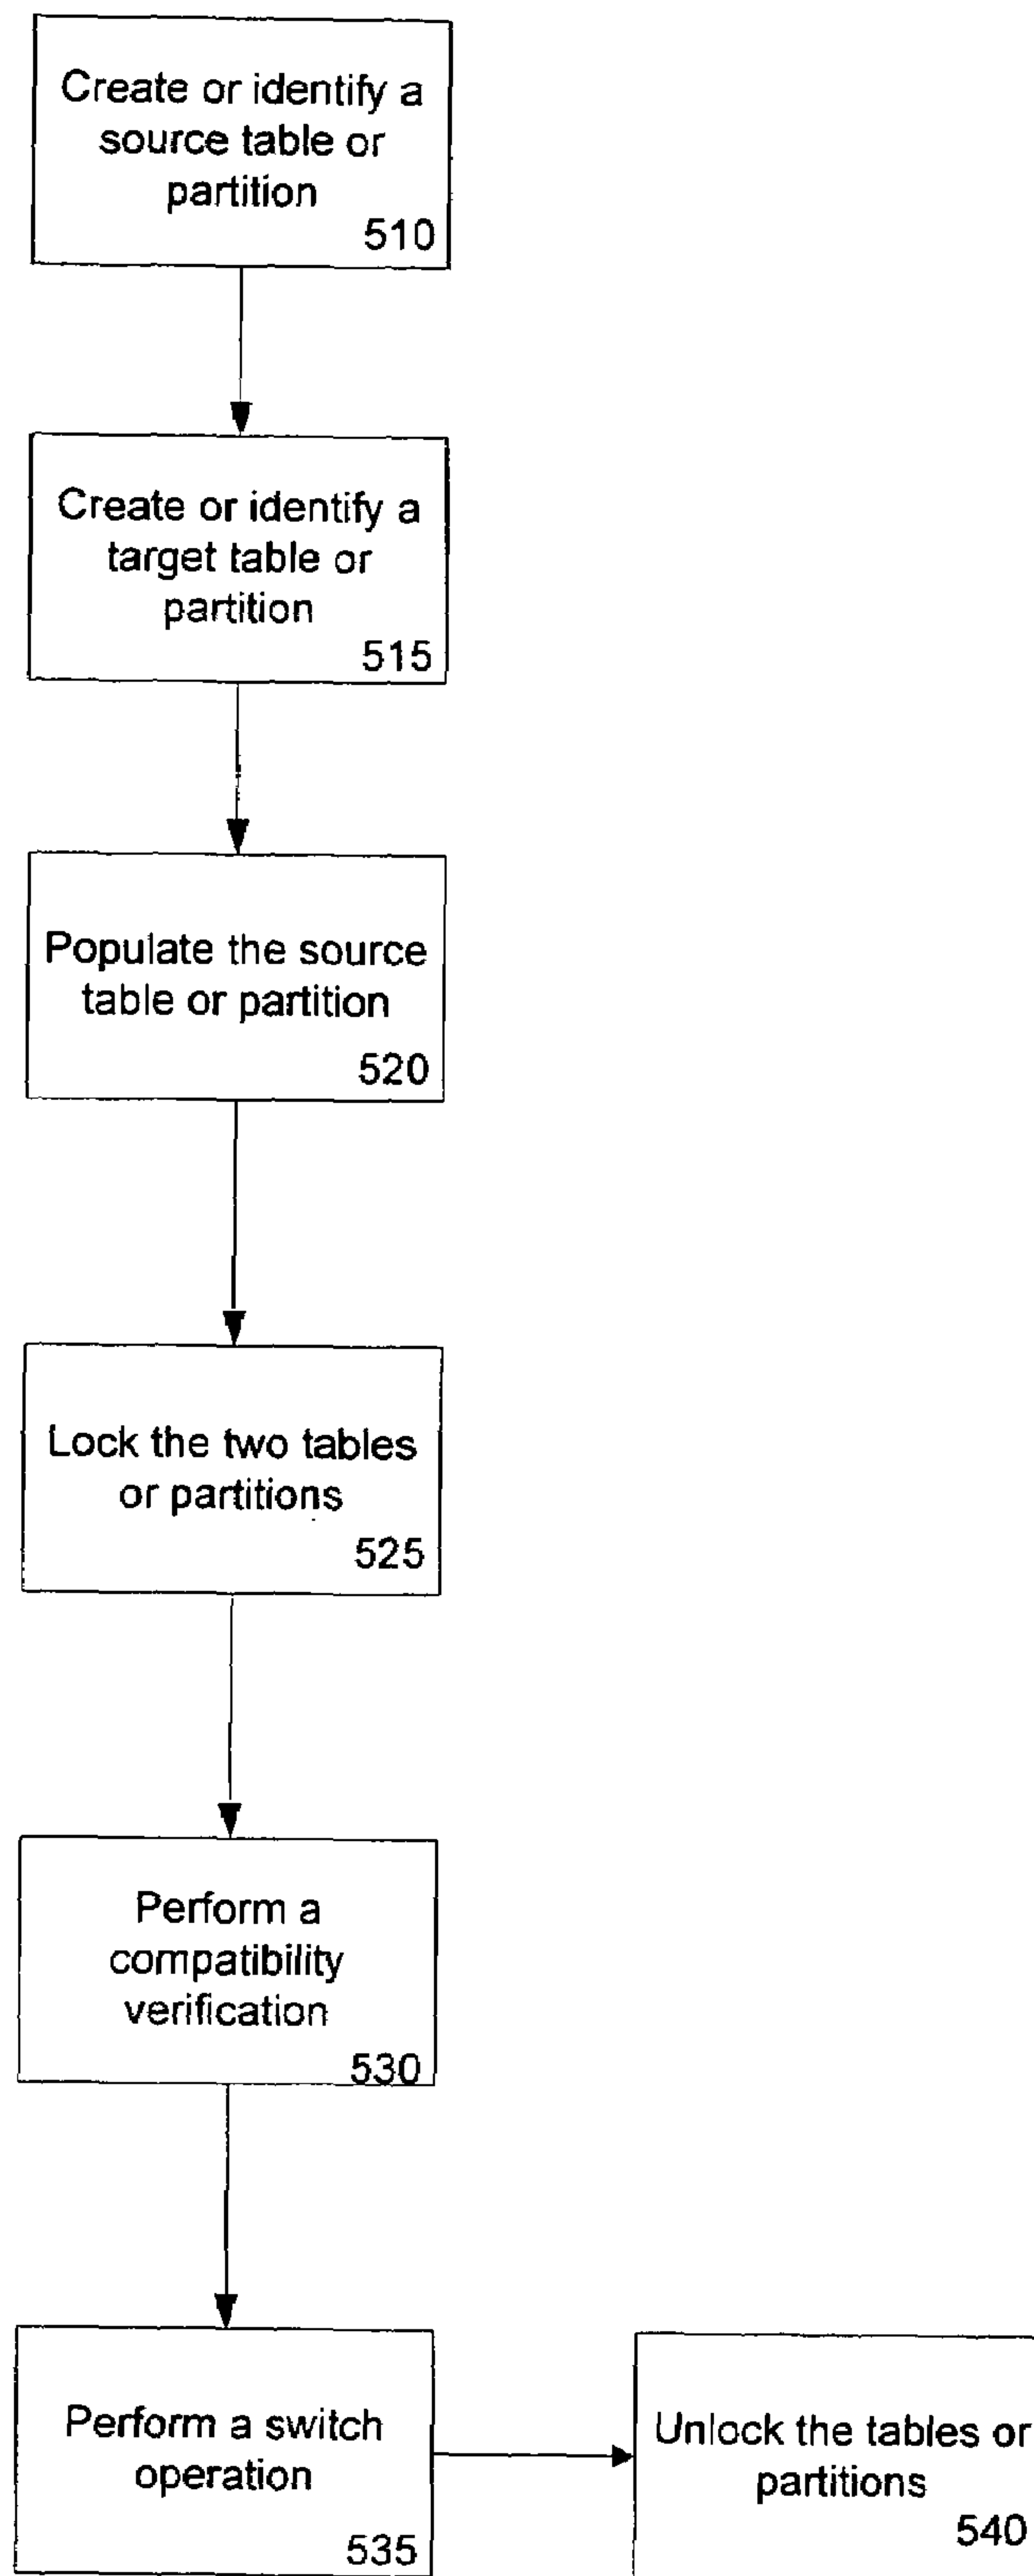 Create or identify a
source table or
partition
510
Create or identify a
target table or
partition
515
Populate the source
table or partition
520
Lock the two tables
or partitions
525
Perform a
compatibility
verification
530
Perform a switch
operation
535
Unlock the tables or
partitions
540